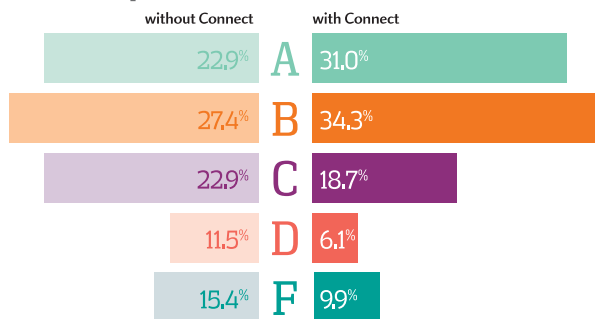 without Connect with Connect
22.9% A 31.0%
27.4% B 34.3%
22.9% C 18.7%
11.5% D 6.1%
15.4% F 9.9%